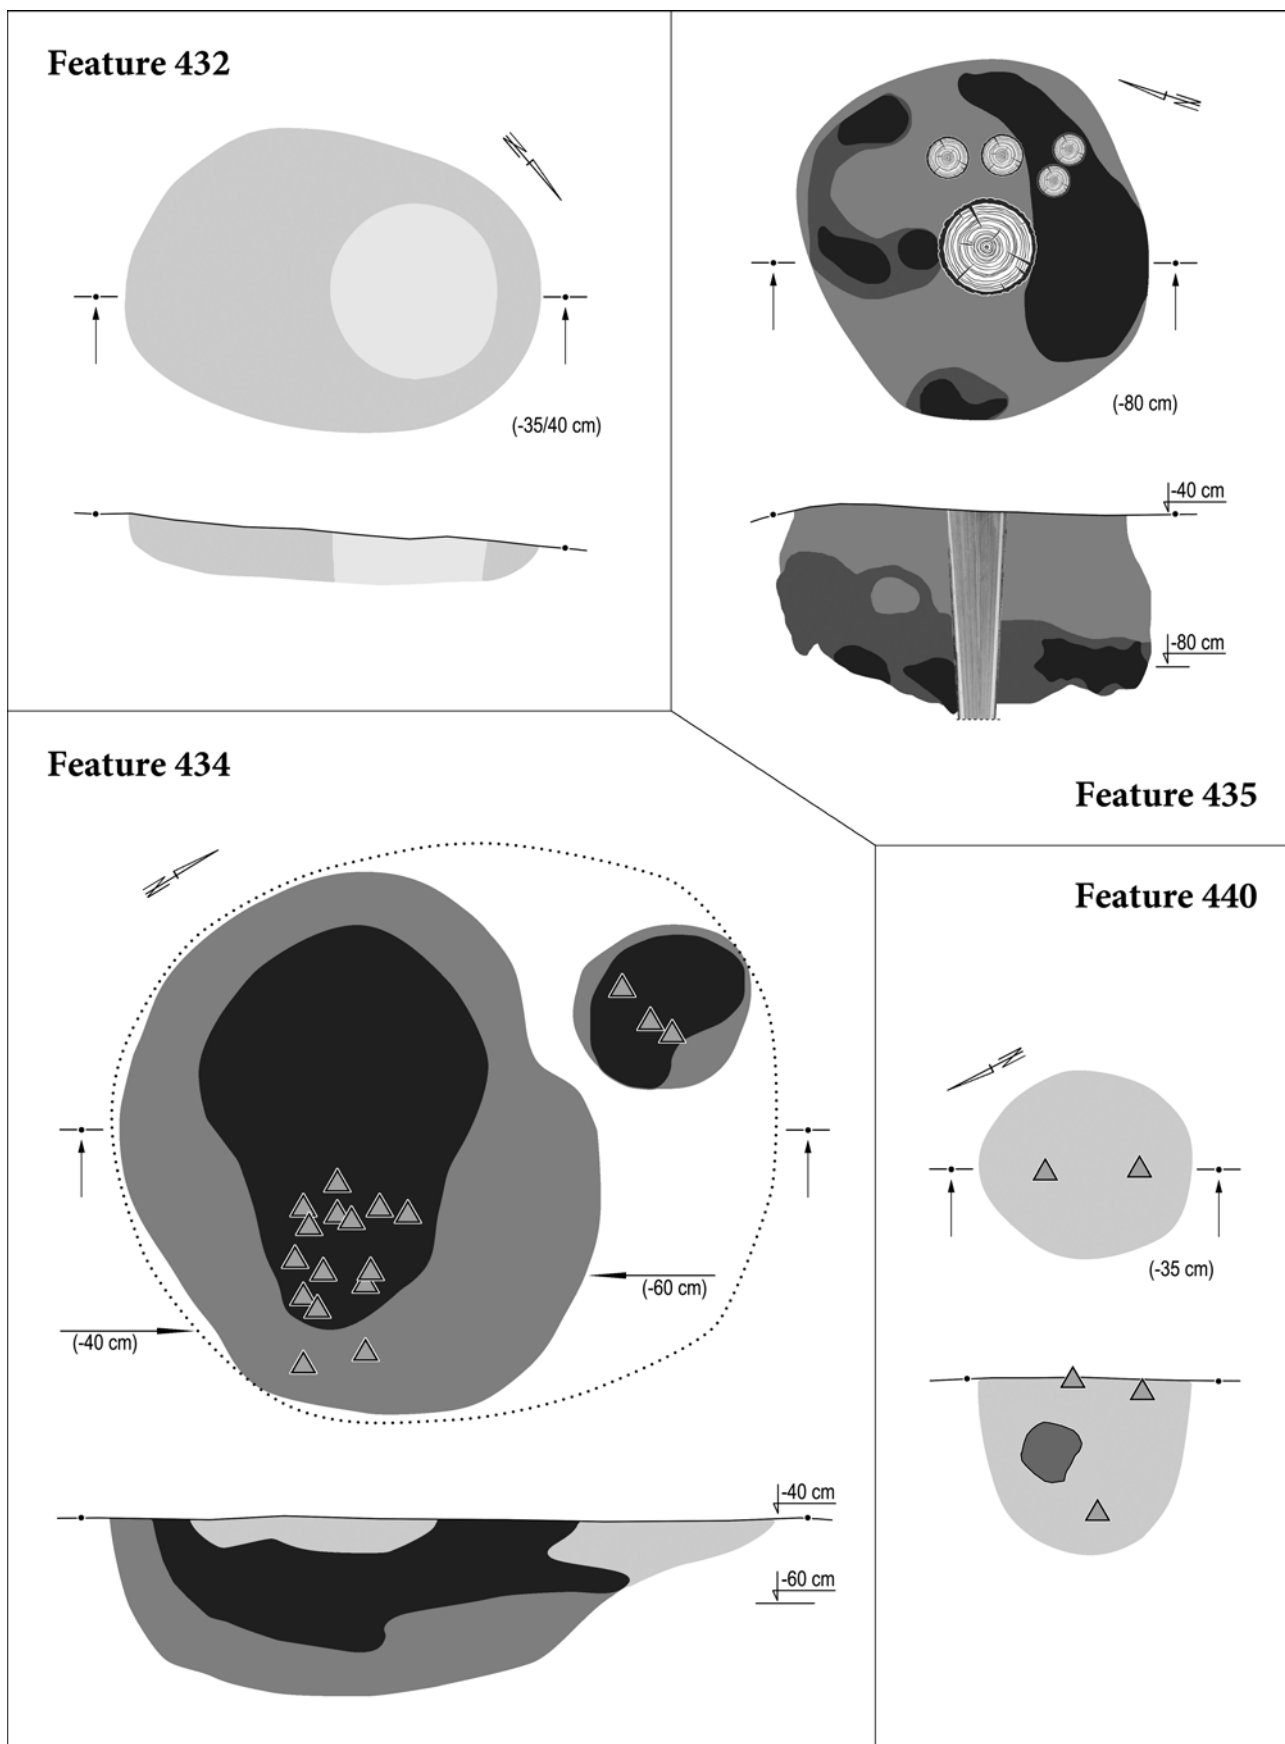 Feature 432
N
(-35/40 cm)
N
(-80 cm)
-40 cm
-80 cm
Feature 435
Feature 434
N
(-60 cm)
(-40 cm)
-40 cm
-60 cm
Feature 440
N
(-35 cm)